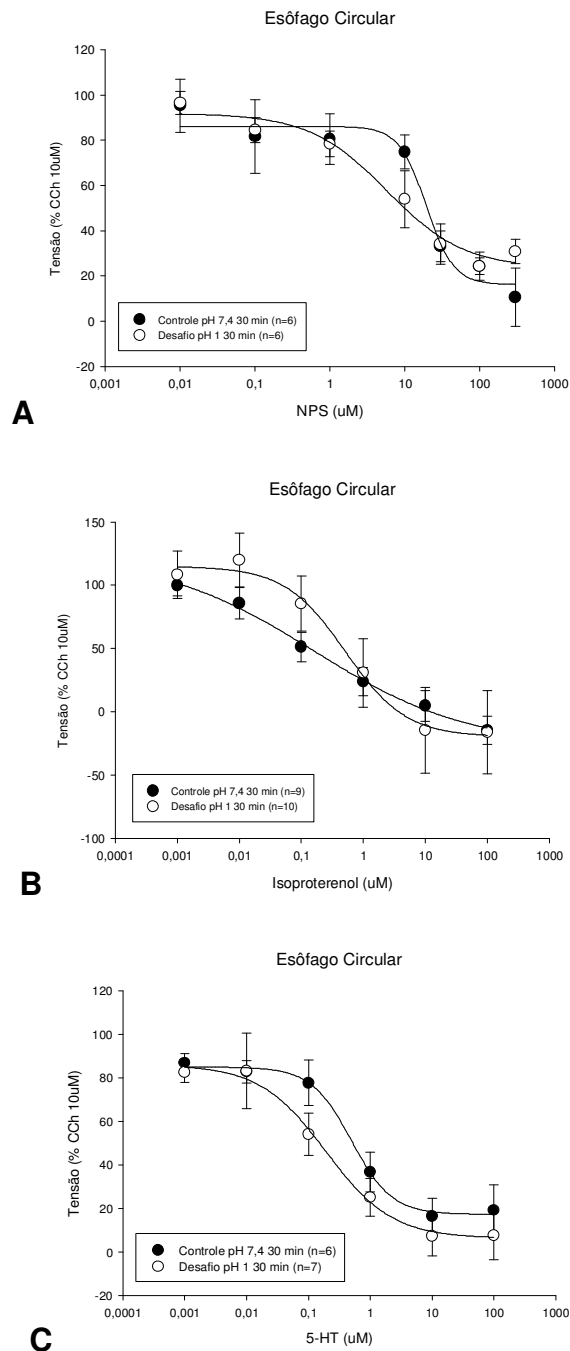 Esôfago Circular
120
100
80
60
40
20
0
-20
Tensão (% CCh 10uM)
Controle pH 7,4 30 min (n=6)
Desafio pH 1 30 min (n=6)
0,001 0,01 0,1 1 10 100 1000
NPS (uM)
A
Esôfago Circular
150
100
50
0
-50
-100
Tensão (% CCh 10uM)
Controle pH 7,4 30 min (n=9)
Desafio pH 1 30 min (n=10)
0,0001 0,001 0,01 0,1 1 10 100 1000
Isoproterenol (uM)
B
Esôfago Circular
120
100
80
60
40
20
0
-20
Tensão (% CCh 10uM)
Controle pH 7,4 30 min (n=6)
Desafio pH 1 30 min (n=7)
0,0001 0,001 0,01 0,1 1 10 100 1000
5-HT (uM)
C